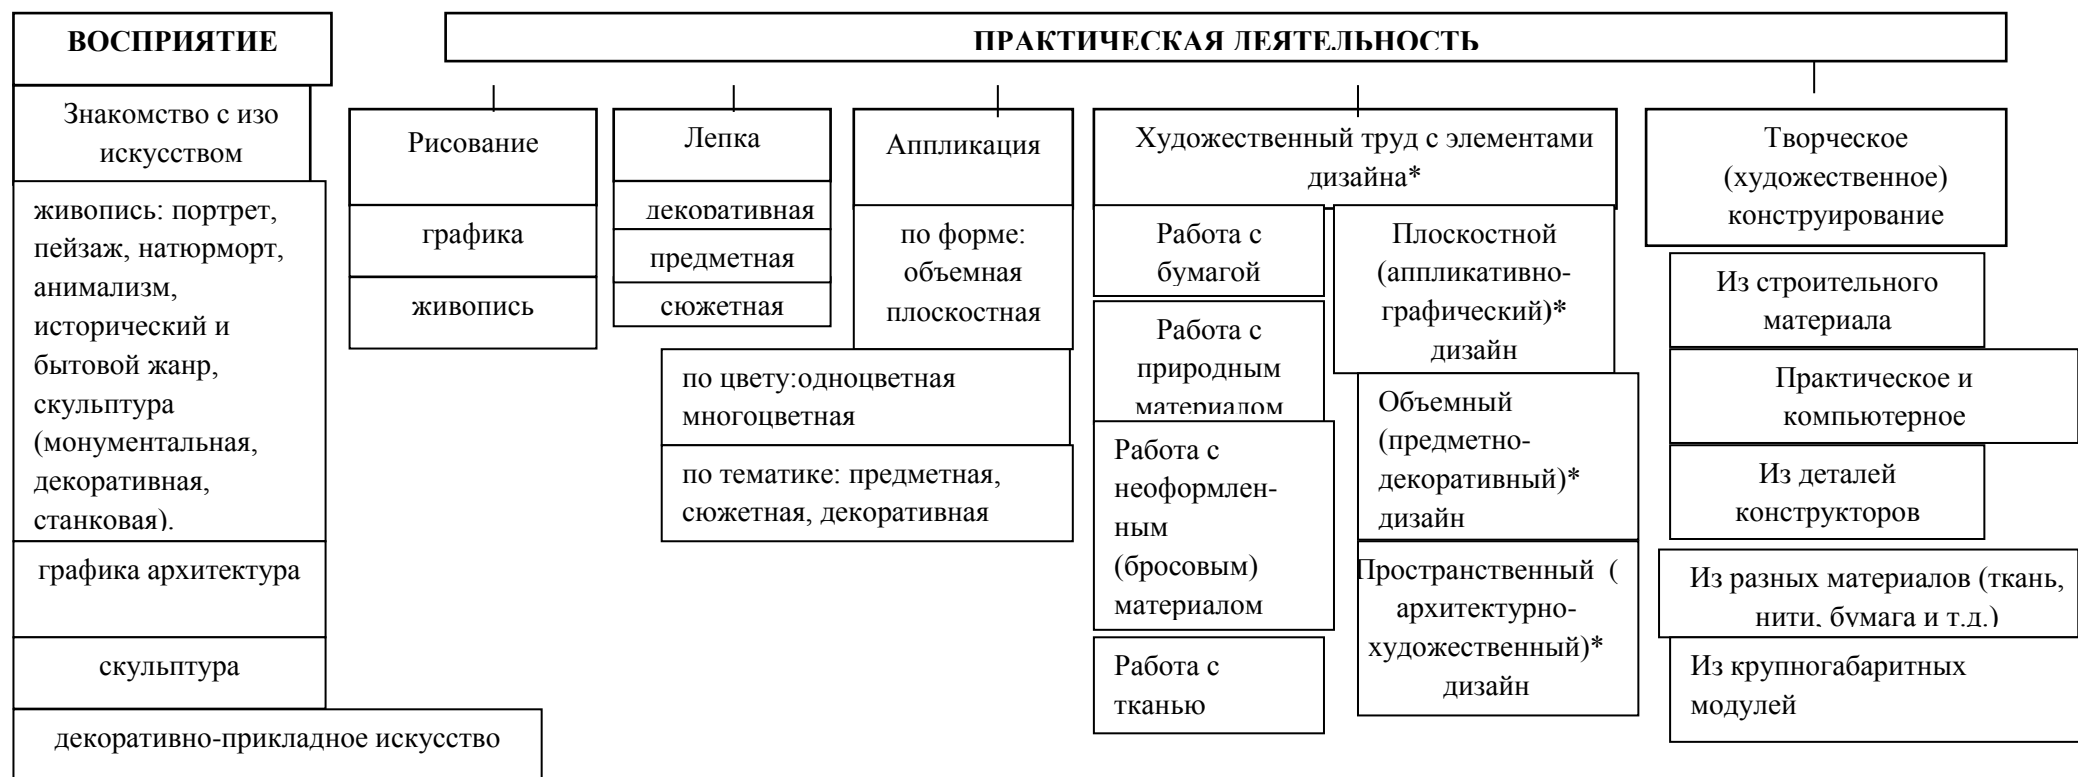 ВОСПРИЯТИЕ
ПРАКТИЧЕСКАЯ ДЕЯТЕЛЬНОСТЬ
Знакомство с изо
искусством
живопись: портрет,
пейзаж, натюрморт,
анимализм,
исторический и
бытовой жанр,
скульптура
(монументальная,
декоративная,
станковая).
графика архитектура
скульптура
декоративно-прикладное искусство
Рисование
графика
живопись
Лепка
декоративная
предметная
сюжетная
Аппликация
по форме:
объемная
плоскостная
по цвету:одноцветная
многоцветная
по тематике: предметная,
сюжетная, декоративная
Художественный труд с элементами
дизайна*
Работа с
бумагой
Работа с
природным
материалом
Работа с
неоформлен-
ным
(бросовым)
материалом
Работа с
тканью
Плоскостной
(аппликативно-
графический)*
дизайн
Объемный
(предметно-
декоративный)*
дизайн
Пространственный (
архитектурно-
художественный)*
дизайн
Творческое
(художественное)
конструирование
Из строительного
материала
Практическое и
компьютерное
Из деталей
конструкторов
Из разных материалов (ткань,
нити, бумага и т.д.)
Из крупногабаритных
модулей